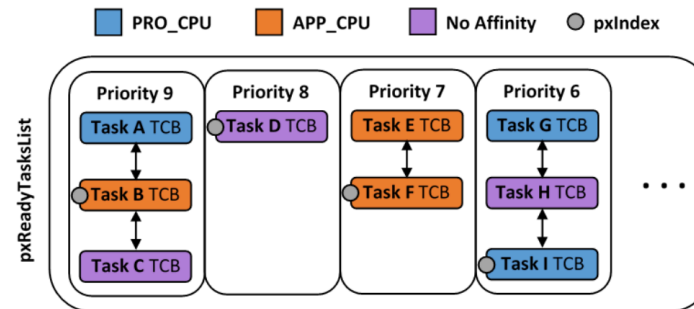 PRO_CPU APP_CPU No Affinity pxIndex
pxReadyTasksList
Priority 9 Priority 8 Priority 7 Priority 6
Task A TCB Task D TCB Task E TCB Task G TCB
Task B TCB Task F TCB Task H TCB
Task C TCB Task I TCB
...